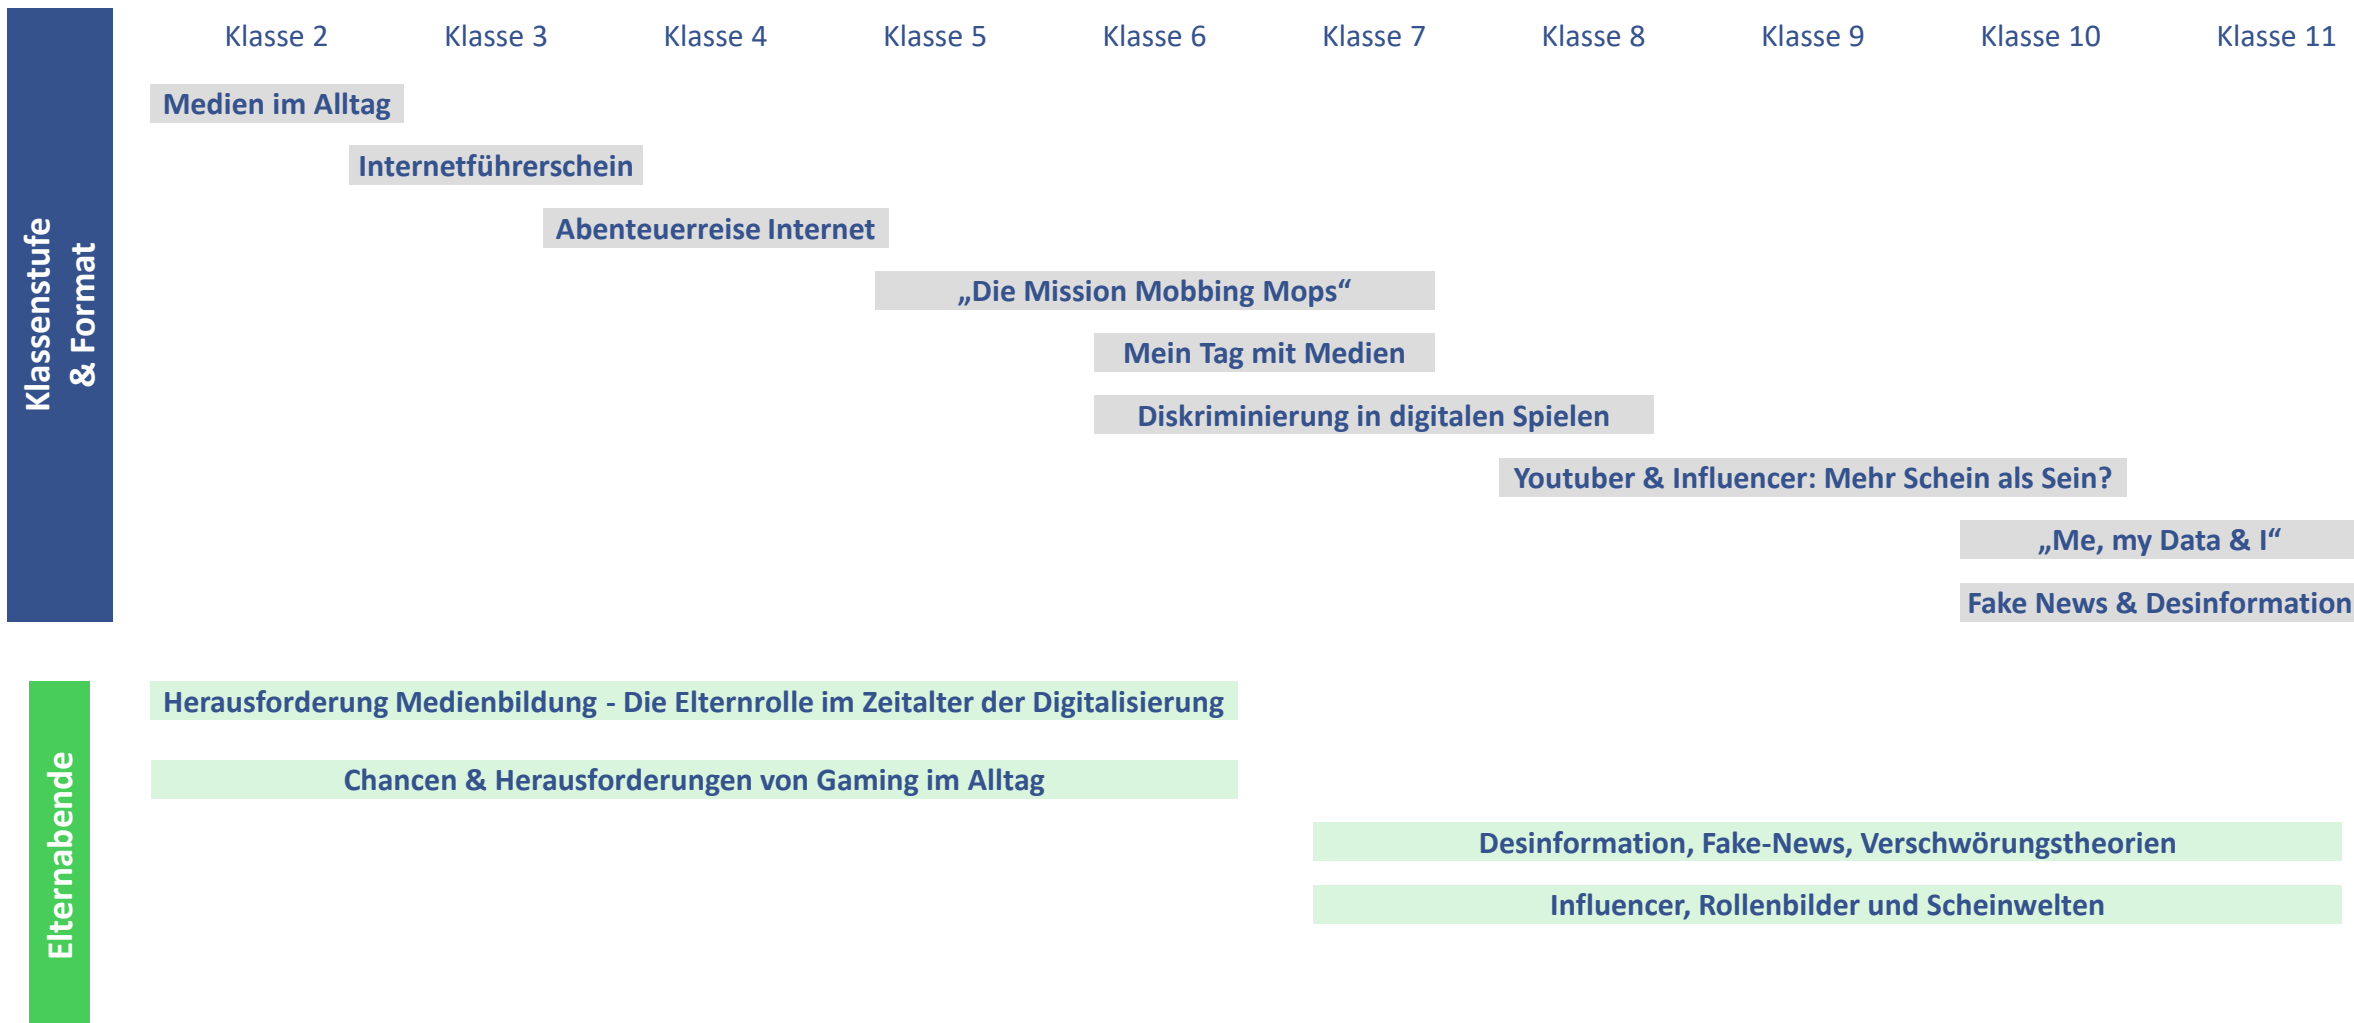 Klasse 2 Klasse 3 Klasse 4 Klasse 5 Klasse 6 Klasse 7 Klasse 8 Klasse 9 Klasse 10 Klasse 11
Klassenstufe
& Format
Medien im Alltag
Internetführerschein
Abenteuerreise Internet
„Die Mission Mobbing Mops“
Mein Tag mit Medien
Diskriminierung in digitalen Spielen
Youtuber & Influencer: Mehr Schein als Sein?
„Me, my Data & I“
Fake News & Desinformation
Elternabende
Herausforderung Medienbildung - Die Elternrolle im Zeitalter der Digitalisierung
Chancen & Herausforderungen von Gaming im Alltag
Desinformation, Fake-News, Verschwörungstheorien
Influencer, Rollenbilder und Scheinwelten